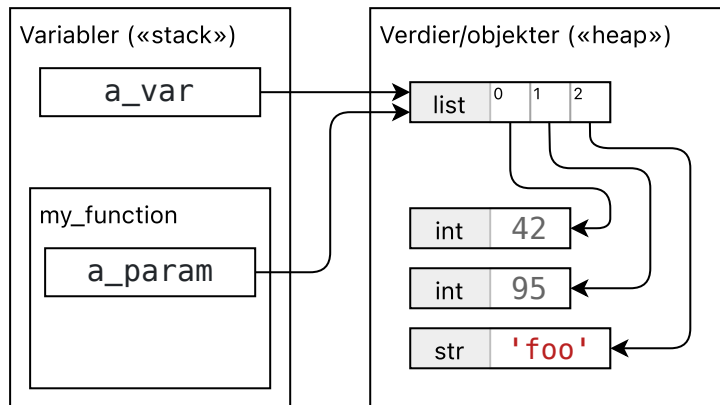 Variabler («stack»)
a_var
my_function
a_param
Verdier/objekter («heap»)
list 0 1 2
int 42
int 95
str 'foo'